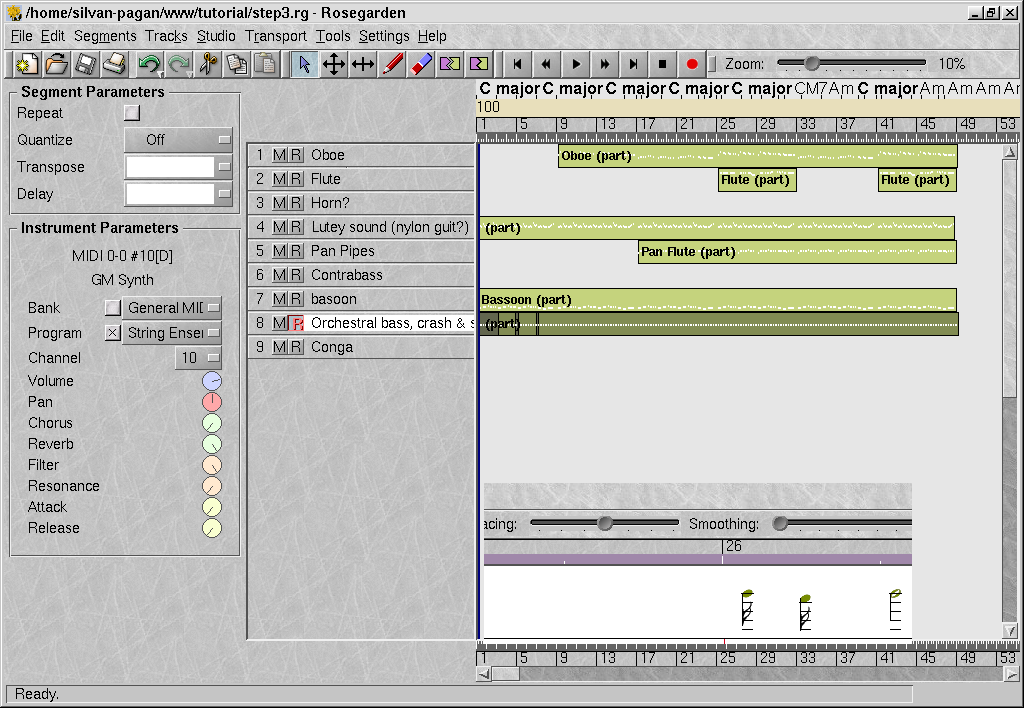 /home/silvan-pagan/www/tutorial/step3.rg - Rosegarden
File Edit Segments Tracks Studio Transport Tools Settings Help
Zoom: 10%
C major C major C major C major C major CM7Am C major Am Am Am Ar
100
1 5 9 13 17 21 25 29 33 37 41 45 49 53
Segment Parameters
Repeat
Quantize Off
Transpose
Delay
Instrument Parameters
MIDI 0-0 #10[D]
GM Synth
Bank General MID
Program String Enser
Channel 10
Volume
Pan
Chorus
Reverb
Filter
Resonance
Attack
Release
1 M R Oboe
2 M R Flute
3 M R Horn?
4 M R Lutey sound (nylon guit?)
5 M R Pan Pipes
6 M R Contrabass
7 M R basoon
8 M R Orchestral bass, crash & s
9 M R Conga
Oboe (part)
Flute (part) Flute (part)
(part)
Pan Flute (part)
Bassoon (part)
(part)
acing: Smoothing:
26
1 5 9 13 17 21 25 29 33 37 41 45 49 53
Ready.